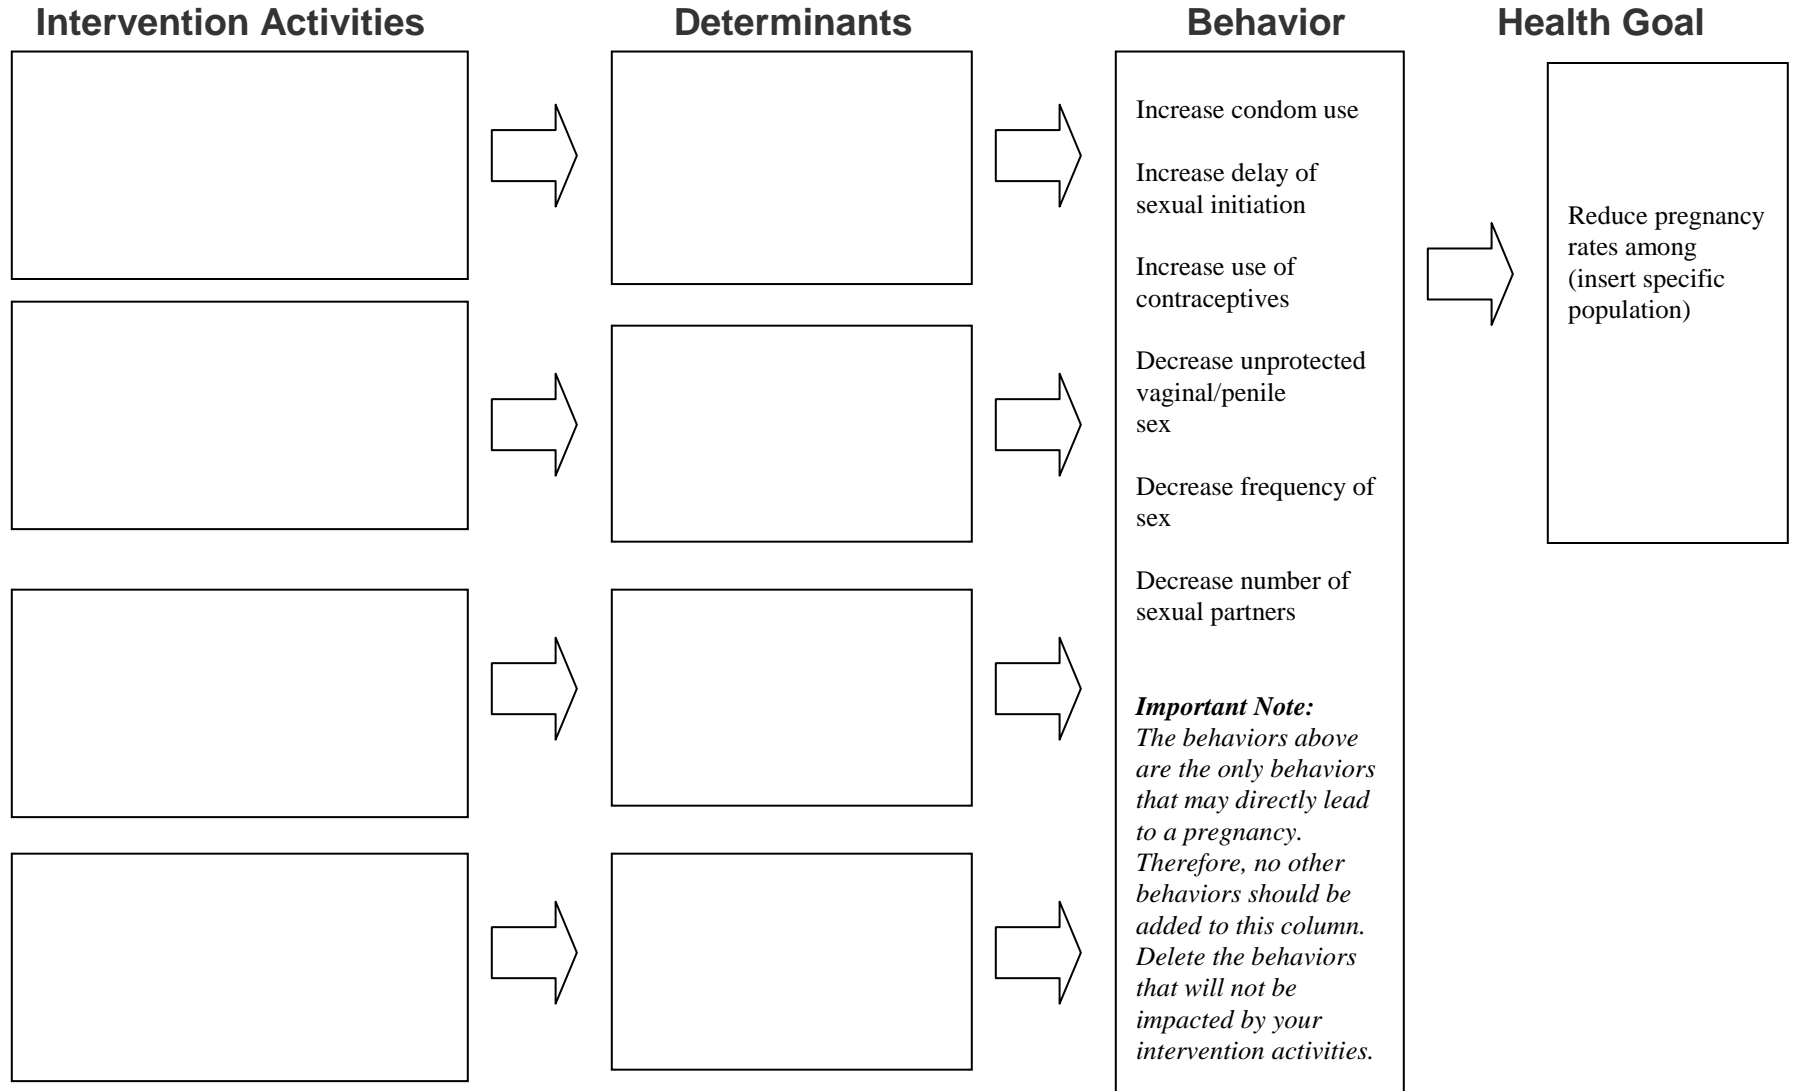 Intervention Activities
Determinants
Behavior
Health Goal
Increase condom use
Increase delay of
sexual initiation
Increase use of
contraceptives
Decrease unprotected
vaginal/penile
sex
Decrease frequency of
sex
Decrease number of
sexual partners
Important Note:
The behaviors above
are the only behaviors
that may directly lead
to a pregnancy.
Therefore, no other
behaviors should be
added to this column.
Delete the behaviors
that will not be
impacted by your
intervention activities.
Reduce pregnancy
rates among
(insert specific
population)